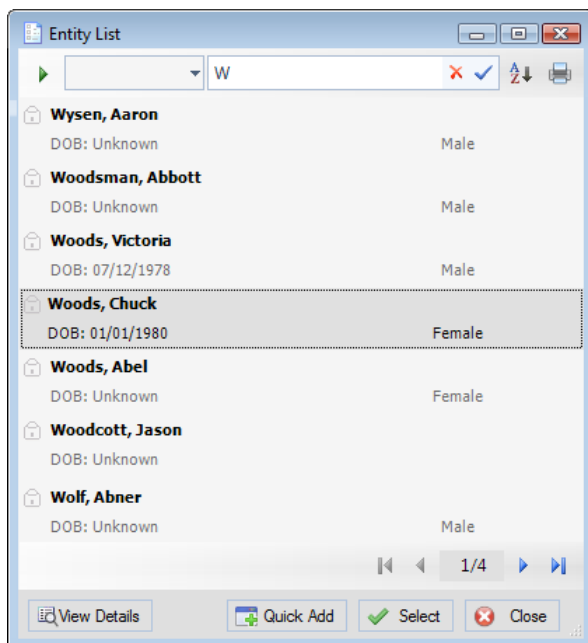 Entity List
W
A
Z
Wysen, Aaron
DOB: Unknown Male
Woodsman, Abbott
DOB: Unknown Male
Woods, Victoria
DOB: 07/12/1978 Male
Woods, Chuck
DOB: 01/01/1980 Female
Woods, Abel
DOB: Unknown Female
Woodcott, Jason
DOB: Unknown
Wolf, Abner
DOB: Unknown Male
1/4
View Details Quick Add Select Close